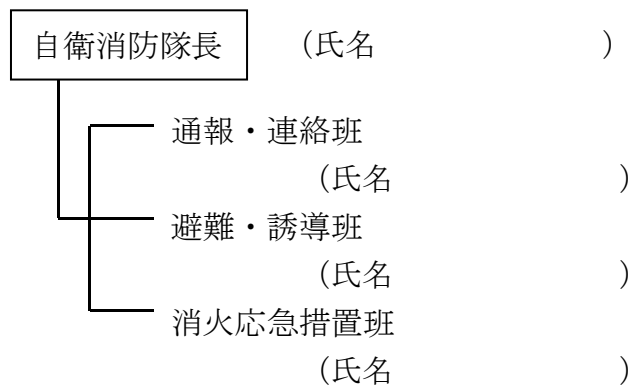 自衛消防隊長 (氏名 )
通報・連絡班
(氏名 )
避難・誘導班
(氏名 )
消火応急措置班
(氏名 )